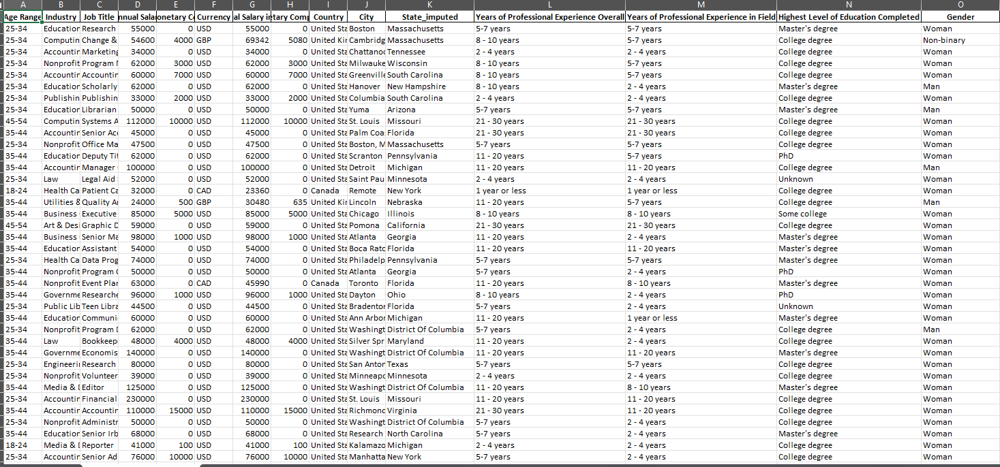 A B C D E F G H I J K L M N O
Age Range Industry Job Title nnual Sala onetary Co Currency al Salary in tary Comp Country City State_imputed Years of Professional Experience Overall Years of Professional Experience in Field Highest Level of Education Completed Gender
25-34 Education Research 55000 0 USD 55000 0 United Sta Boston Massachusetts 5-7 years 5-7 years Master's degree Woman
25-34 Computin Change & 54600 4000 GBP 69342 5080 United Kin Cambridg Massachusetts 8 - 10 years 5-7 years College degree Non-binary
25-34 Accountin Marketing 34000 0 USD 34000 0 United Sta Chattanoo Tennessee 2 - 4 years 2 - 4 years College degree Woman
25-34 Nonprofit Program M 62000 3000 USD 62000 3000 United Sta Milwauke Wisconsin 8 - 10 years 5-7 years College degree Woman
25-34 Accountin Accountin 60000 7000 USD 60000 7000 United Sta Greenville South Carolina 8 - 10 years 5-7 years College degree Woman
25-34 Education Scholarly 62000 0 USD 62000 0 United Sta Hanover New Hampshire 8 - 10 years 2 - 4 years Master's degree Man
25-34 Publishin Publishin 33000 2000 USD 33000 2000 United Sta Columbia South Carolina 2 - 4 years 2 - 4 years College degree Woman
25-34 Education Librarian 50000 0 USD 50000 0 United Sta Yuma Arizona 5-7 years 5-7 years Master's degree Man
45-54 Computin Systems A 112000 10000 USD 112000 10000 United Sta St. Louis Missouri 21 - 30 years 21 - 30 years College degree Woman
35-44 Accountin Senior Acc 45000 0 USD 45000 0 United Sta Palm Coa Florida 21 - 30 years 21 - 30 years College degree Woman
25-34 Nonprofit Office Ma 47500 0 USD 47500 0 United Sta Boston, M Massachusetts 5-7 years 5-7 years College degree Woman
35-44 Education Deputy Tit 62000 0 USD 62000 0 United Sta Scranton Pennsylvania 11 - 20 years 5-7 years PhD Woman
35-44 Accountin Manager 100000 0 USD 100000 0 United Sta Detroit Michigan 11 - 20 years 11 - 20 years College degree Man
25-34 Law Legal Aid 52000 0 USD 52000 0 United Sta Saint Pau Minnesota 2 - 4 years 2 - 4 years Unknown Woman
18-24 Health Ca Patient Ca 32000 0 CAD 23360 0 Canada Remote New York 1 year or less 1 year or less College degree Woman
35-44 Utilities & Quality A 24000 500 GBP 30480 635 United Kin Lincoln Nebraska 11 - 20 years 5-7 years College degree Man
35-44 Business Executive 85000 5000 USD 85000 5000 United Sta Chicago Illinois 8 - 10 years 8 - 10 years Some college Woman
45-54 Art & Desi Graphic D 59000 0 USD 59000 0 United Sta Pomona California 21 - 30 years 21 - 30 years College degree Woman
35-44 Business Senior Ma 98000 1000 USD 98000 1000 United Sta Atlanta Georgia 11 - 20 years 2 - 4 years Master's degree Woman
35-44 Education Assistant 54000 0 USD 54000 0 United Sta Boca Rato Florida 11 - 20 years 11 - 20 years Master's degree Woman
25-34 Health Ca Data Prog 74000 0 USD 74000 0 United Sta Philadelp Pennsylvania 5-7 years 5-7 years Master's degree Woman
35-44 Nonprofit Program C 50000 0 USD 50000 0 United Sta Atlanta Georgia 5-7 years 2 - 4 years PhD Woman
35-44 Nonprofit Event Plan 63000 0 CAD 45990 0 Canada Toronto Florida 11 - 20 years 8 - 10 years Master's degree Woman
35-44 Governme Researche 96000 1000 USD 96000 1000 United Sta Dayton Ohio 8 - 10 years 2 - 4 years PhD Woman
25-34 Public Lib Teen Libra 44500 0 USD 44500 0 United Sta Bradenton Florida 5-7 years 2 - 4 years Unknown Woman
35-44 Education Communi 60000 0 USD 60000 0 United Sta Ann Arbor Michigan 11 - 20 years 1 year or less Master's degree Woman
25-34 Nonprofit Program D 62000 0 USD 62000 0 United Sta Washingt District Of Columbia 5-7 years 2 - 4 years College degree Man
35-44 Law Bookkeep 48000 4000 USD 48000 4000 United Sta Silver Spr Maryland 11 - 20 years 2 - 4 years College degree Woman
35-44 Governme Economis 140000 0 USD 140000 0 United Sta Washingt District Of Columbia 11 - 20 years 11 - 20 years Master's degree Woman
25-34 Engineeri Research 80000 0 USD 80000 0 United Sta San Anton Texas 5-7 years 5-7 years College degree Woman
25-34 Nonprofit Volunteer 39000 0 USD 39000 0 United Sta Minneapo Minnesota 2 - 4 years 2 - 4 years College degree Woman
35-44 Media & D Editor 125000 0 USD 125000 0 United Sta Washingt District Of Columbia 11 - 20 years 8 - 10 years Master's degree Woman
25-34 Accountin Financial 230000 0 USD 230000 0 United Sta St. Louis Missouri 11 - 20 years 11 - 20 years College degree Woman
35-44 Accountin Accountin 110000 15000 USD 110000 15000 United Sta Richmond Virginia 21 - 30 years 11 - 20 years College degree Woman
25-34 Nonprofit Administr 50000 0 USD 50000 0 United Sta Washingt District Of Columbia 5-7 years 2 - 4 years College degree Woman
35-44 Education Senior Irb 68000 0 USD 68000 0 United Sta Research North Carolina 5-7 years 2 - 4 years Master's degree Woman
18-24 Media & D Reporter 41000 100 USD 41000 100 United Sta Kalamazo Michigan 2 - 4 years 2 - 4 years College degree Woman
25-34 Accountin Senior Ad 76000 10000 USD 76000 10000 United Sta Manhatta New York 5-7 years 2 - 4 years College degree Woman